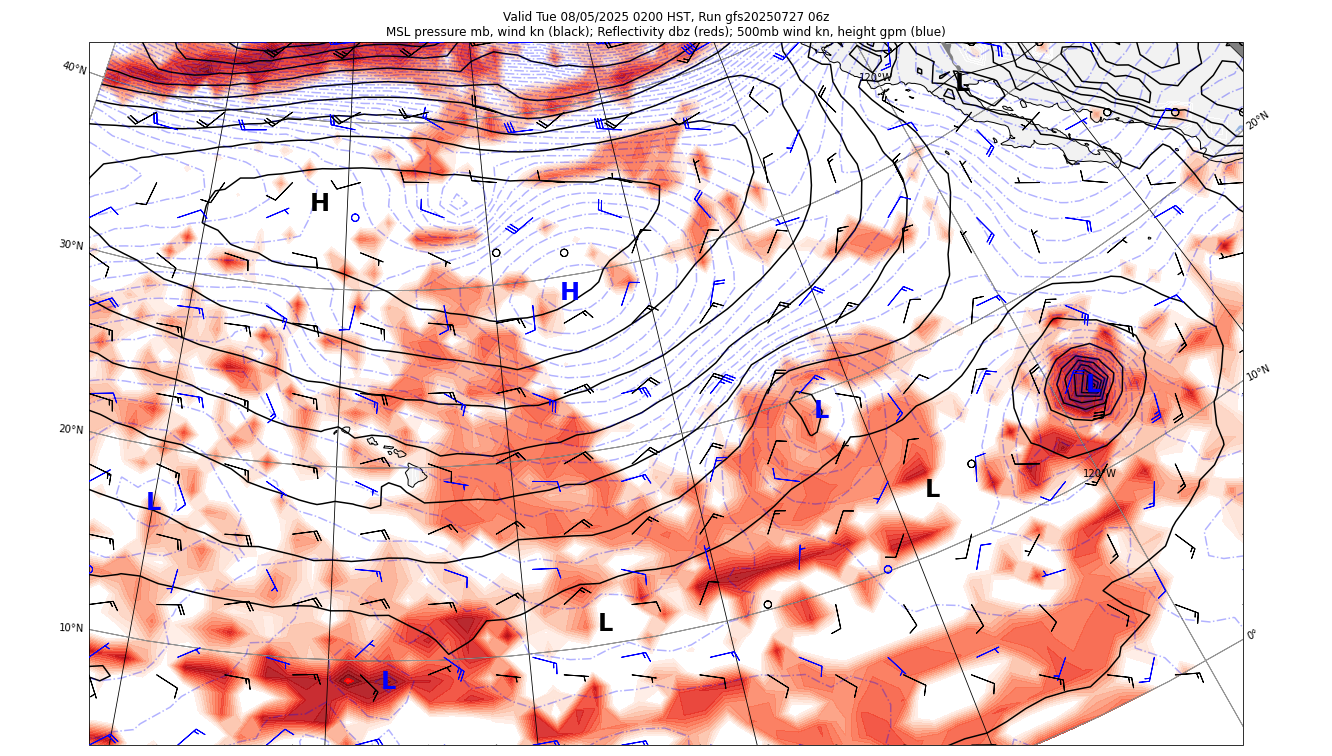 Valid Tue 08/05/2025 0200 HST, Run gfs20250727 06z
MSL pressure mb, wind kn (black); Reflectivity dbz (reds); 500mb wind kn, height gpm (blue)
40°N
120°W
L
20°N
H
30°N
H
10°N
L
L
20°N
120°W
L
L
10°N
L
0°
L